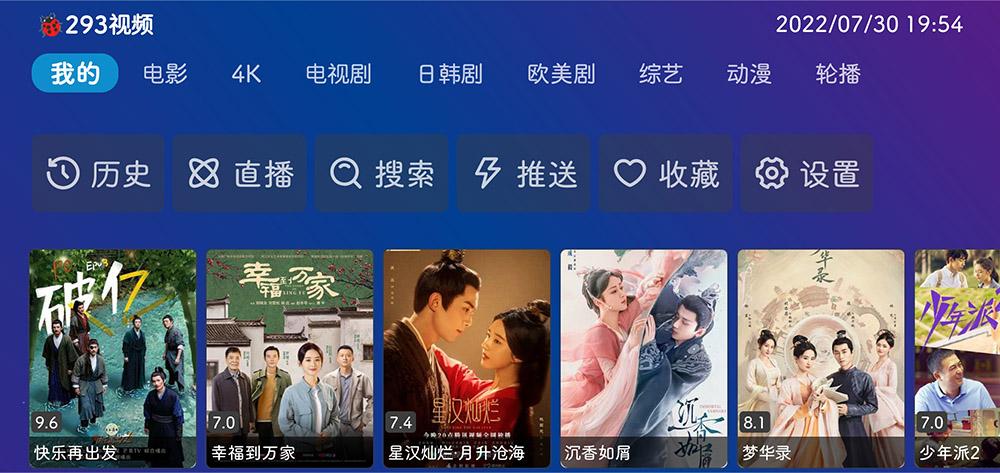 293视频
2022/07/30 19:54
我的 电影 4K 电视剧 日韩剧 欧美剧 综艺 动漫 轮播
历史 直播 搜索 推送 收藏 设置
破亿
幸福至万家
星汉灿烂
沉香如屑
华录
少年派
9.6
快乐再出发
7.0
幸福到万家
7.4
星汉灿烂·月升沧海
沉香如屑
8.1
梦华录
7.0
少年派2